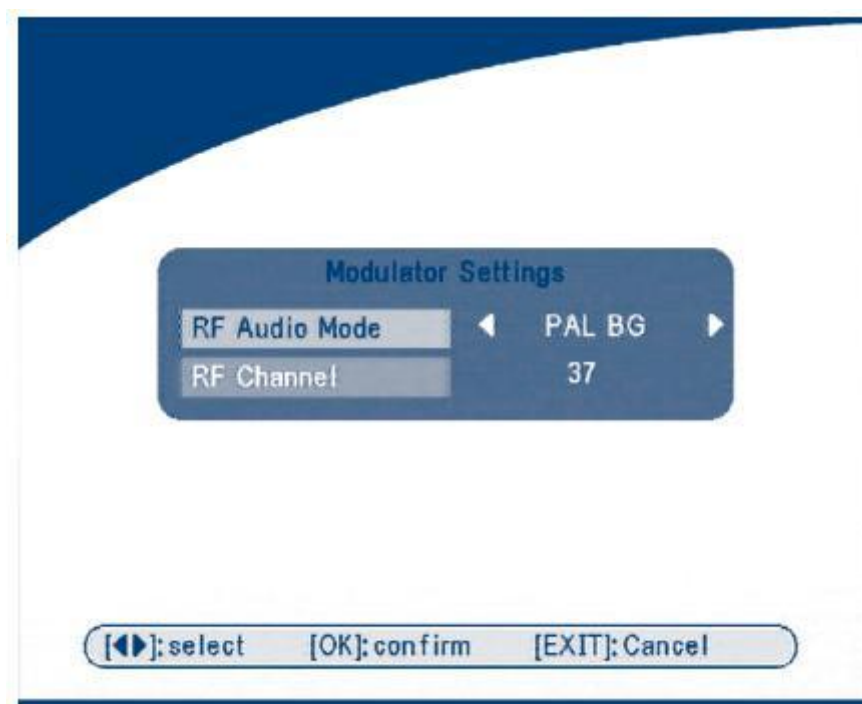 Modulator Settings
RF Audio Mode ◀ PAL BG ▶
RF Channel 37
[◀▶]: select [OK]: confirm [EXIT]: Cancel